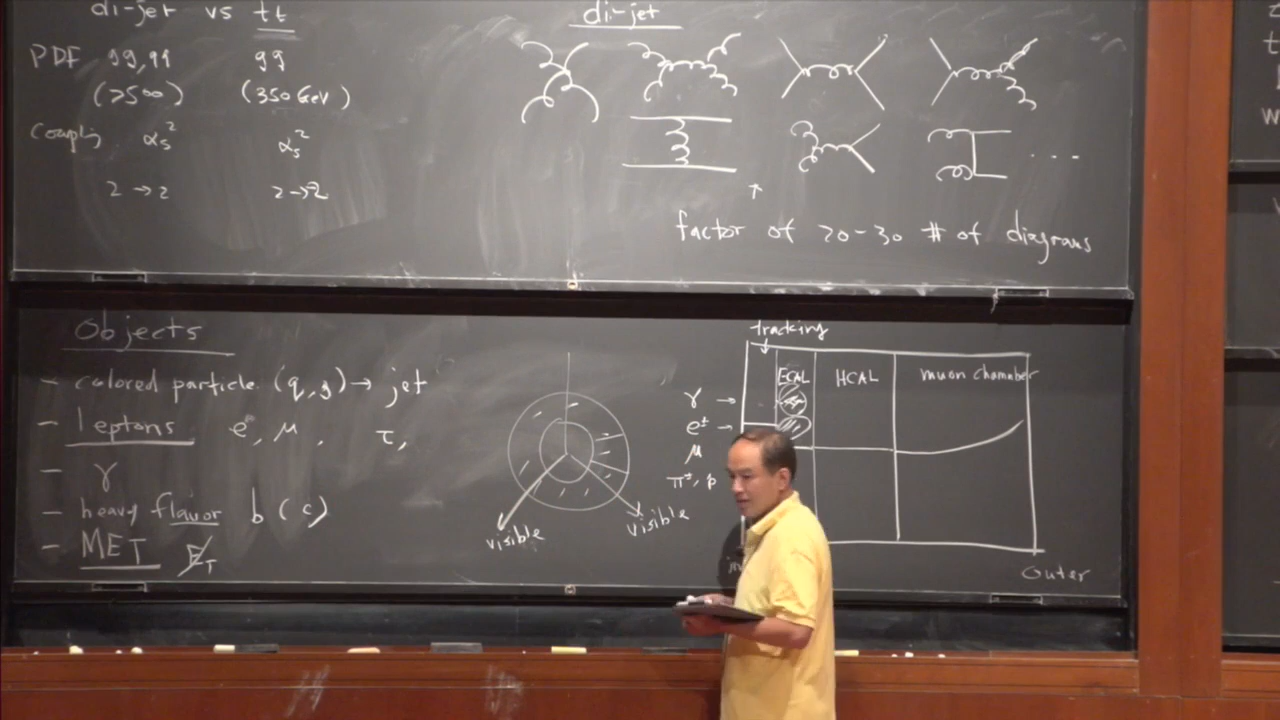 di-jet vs tt
PDF gg, qq gg
(>500) (350 GeV)
Coupling αs² αs²
2 → 2 2 → 2
di-jet
...
↑
factor of 20-30 # of diagrams
Objects
- colored particle (q, g) → jet
- leptons e, μ, τ,
- γ
- heavy flavor b (c)
- MET E̸T
visible
visible
tracking
ECAL HCAL muon chamber
γ →
e± →
μ
π±, p
outer